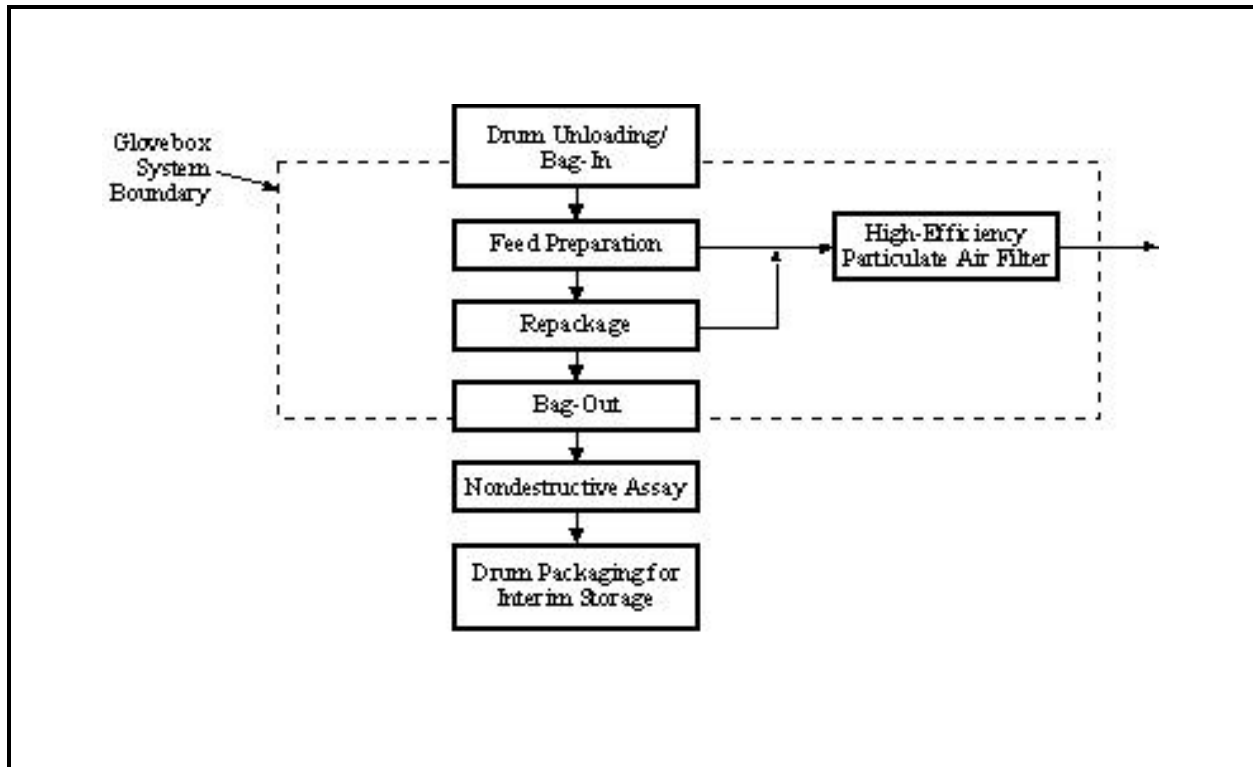 Glovebox
System
Boundary
Drum Unloading/
Bag-In
Feed Preparation
High-Efficiency
Particulate Air Filter
Repackage
Bag-Out
Nondestructive Assay
Drum Packaging for
Interim Storage